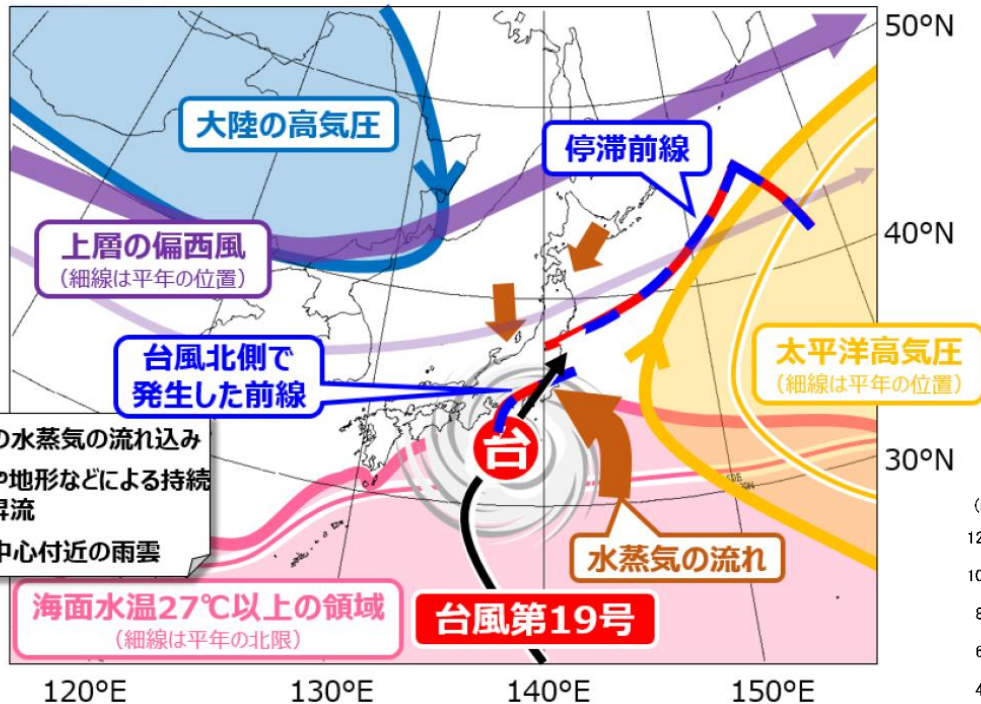 50°N
大陸の高気圧
停滞前線
上層の偏西風
(細線は平年の位置)
40°N
台風北側で
発生した前線
太平洋高気圧
(細線は平年の位置)
の水蒸気の流れ込み
や地形などによる持続
昇流
中心付近の雨雲
台
30°N
水蒸気の流れ
海面水温27℃以上の領域
(細線は平年の北限)
台風第19号
120°E
130°E
140°E
150°E
12
10
8
6
4